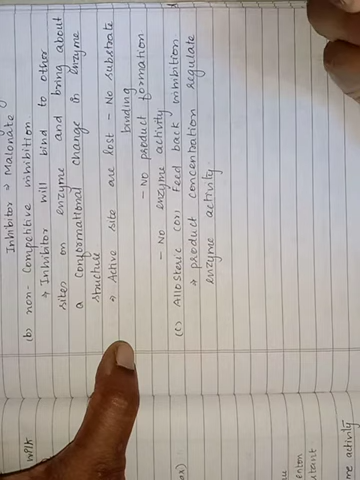 Inhibitor → Malonate
(b) non-Competitive inhibition
→ Inhibitor will bind to other
sites on enzyme and bring about
a conformational change in enzyme
structure
→ Active site are lost - No substrate
binding
- No product formation
- No enzyme activity
(c) Allosteric (or) Feed back inhibition
→ product concentration regulate
enzyme activity.
me activity